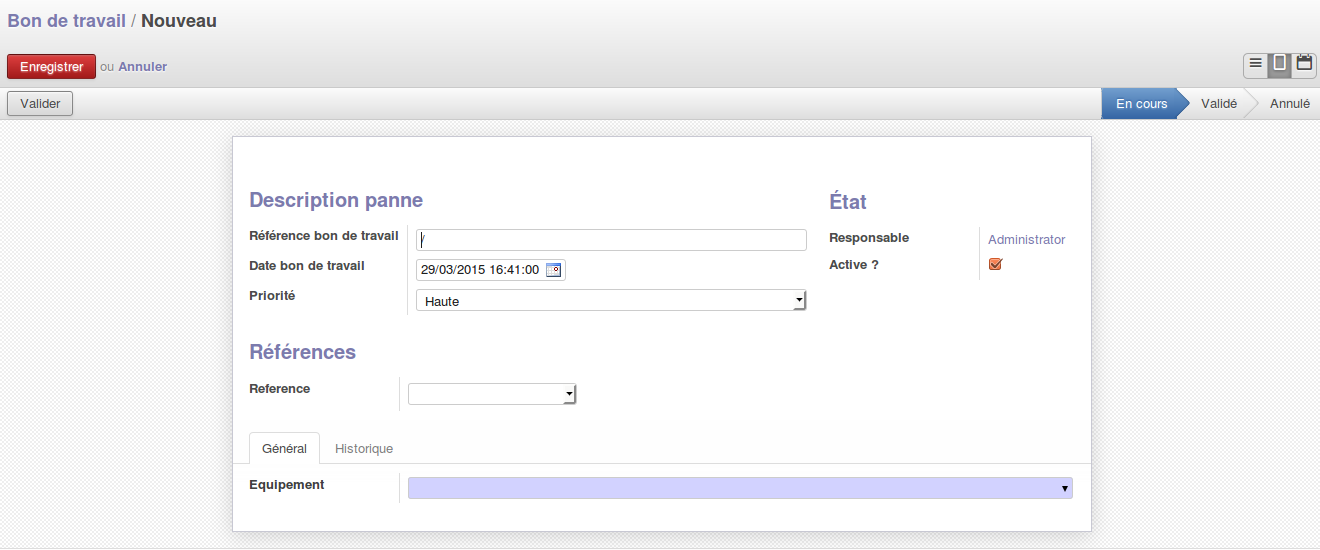 Bon de travail / Nouveau
Enregistrer ou Annuler
Valider
En cours
Validé
Annulé
Description panne
État
Référence bon de travail
/
Responsable
Administrator
Date bon de travail
29/03/2015 16:41:00
Active ?
Priorité
Haute
Références
Reference
Général
Historique
Equipement